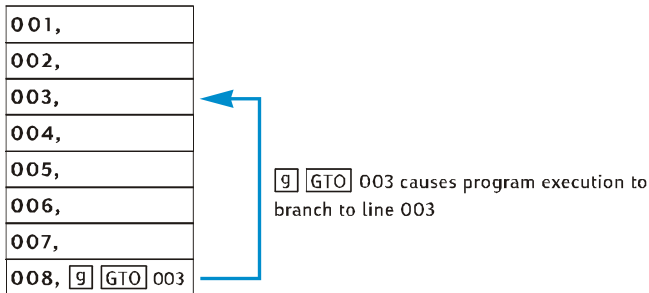 001,
002,
003,
004,
005,
006,
007,
008, g GTO 003
g GTO 003 causes program execution to
branch to line 003